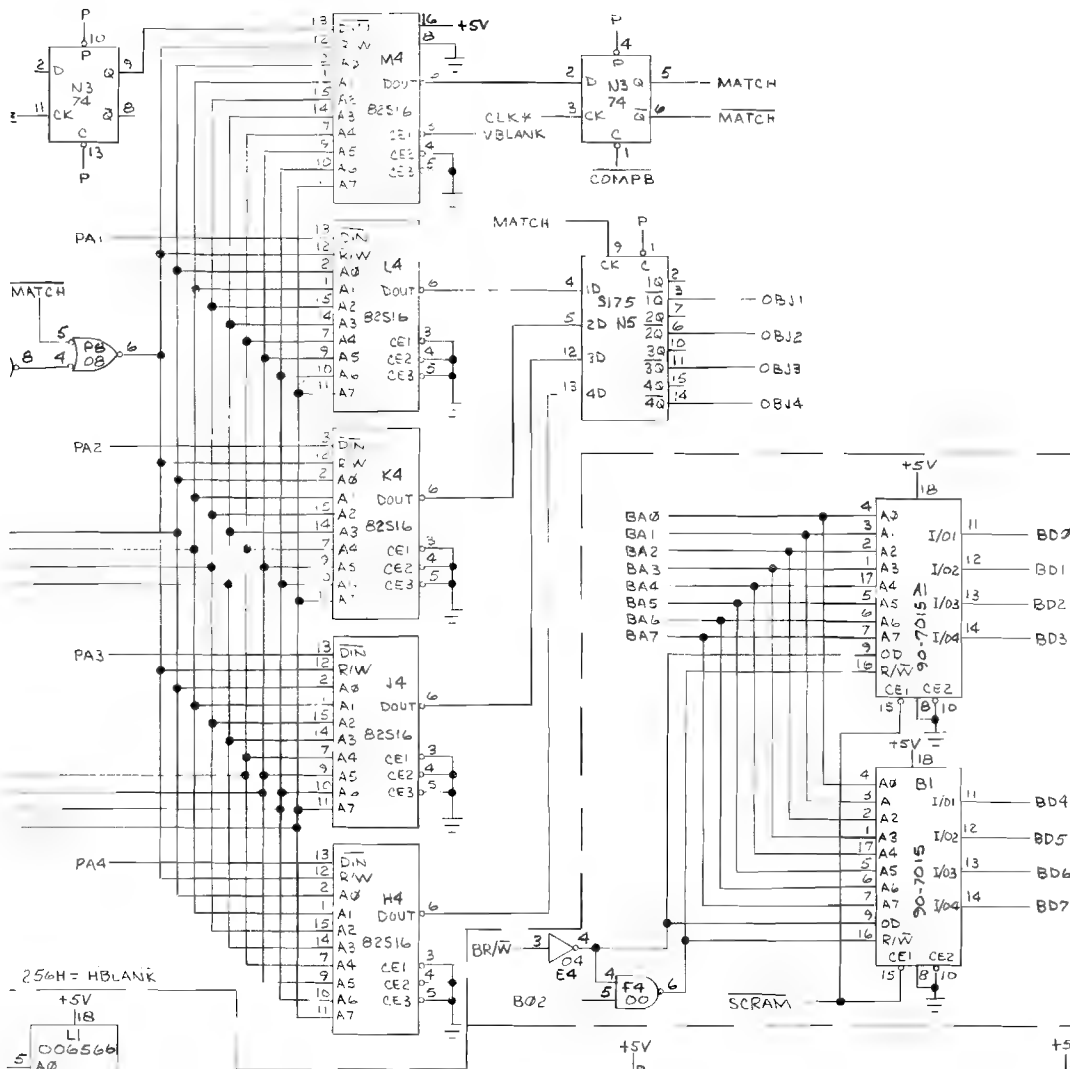 P
10
P
2
D
Q
9
N3
74
11
CK
Q
8
C
13
P
13
12
2
1
15
14
7
9
10
1
DIN
R W
A0
A1
A2
A3
A4
A5
A6
A7
16
+5V
8
M4
DOUT
6
82S16
CE1
3
CE2
4
CE3
5
CLK*
VBLANK
P
4
P
2
D
Q
5
MATCH
N3
74
3
CK
Q
6
MATCH
C
1
COMPB
PA1
13
DIN
12
R/W
2
A0
1
A1
15
A2
4
A3
7
A4
9
A5
10
A6
11
A7
L4
DOUT
6
82S16
CE1
3
CE2
4
CE3
5
MATCH
P
9
1
CK
C
4
1D
5
2D
12
3D
13
4D
S175
N5
1Q
2
1Q
3
OBJ1
2Q
7
2Q
6
OBJ2
3Q
10
3Q
11
OBJ3
4Q
15
4Q
14
OBJ4
MATCH
5
8
4
P8
08
6
PA2
3
DIN
12
R W
2
A0
A1
15
A2
14
A3
7
A4
9
A5
K4
DOUT
6
82S16
CE1
3
CE2
4
CE3
5
PA3
13
DIN
12
R/W
2
A0
1
A1
15
A2
14
A3
7
A4
9
A5
10
A6
11
A7
J4
DOUT
6
82S16
CE1
3
CE2
4
CE3
5
PA4
13
DIN
12
R/W
2
A0
1
A1
15
A2
14
A3
7
A4
9
A5
10
A6
11
A7
H4
DOUT
6
82S16
CE1
3
CE2
4
CE3
5
BA0
BA1
BA2
BA3
BA4
BA5
BA6
BA7
+5V
18
4
A0
3
A1
2
A2
1
A3
17
A4
5
A5
6
A6
7
A7
9
OD
16
R/W
A1
90-7015
I/O1
11
BD0
I/O2
12
BD1
I/O3
13
BD2
I/O4
14
BD3
CE1
CE2
15
8
10
+5V
18
4
A0
3
A
2
A2
1
A3
17
A4
5
A5
6
A6
7
A7
9
OD
16
R/W
B1
90-7015
I/O1
11
BD4
I/O2
12
BD5
I/O3
13
BD6
I/O4
14
BD7
CE1
CE2
15
8
10
BR/W
3
4
04
E4
4
5
F4
00
6
BΦ2
SCRAM
256H = HBLANK
+5V
18
L1
006566
5
A0
+5V
+5